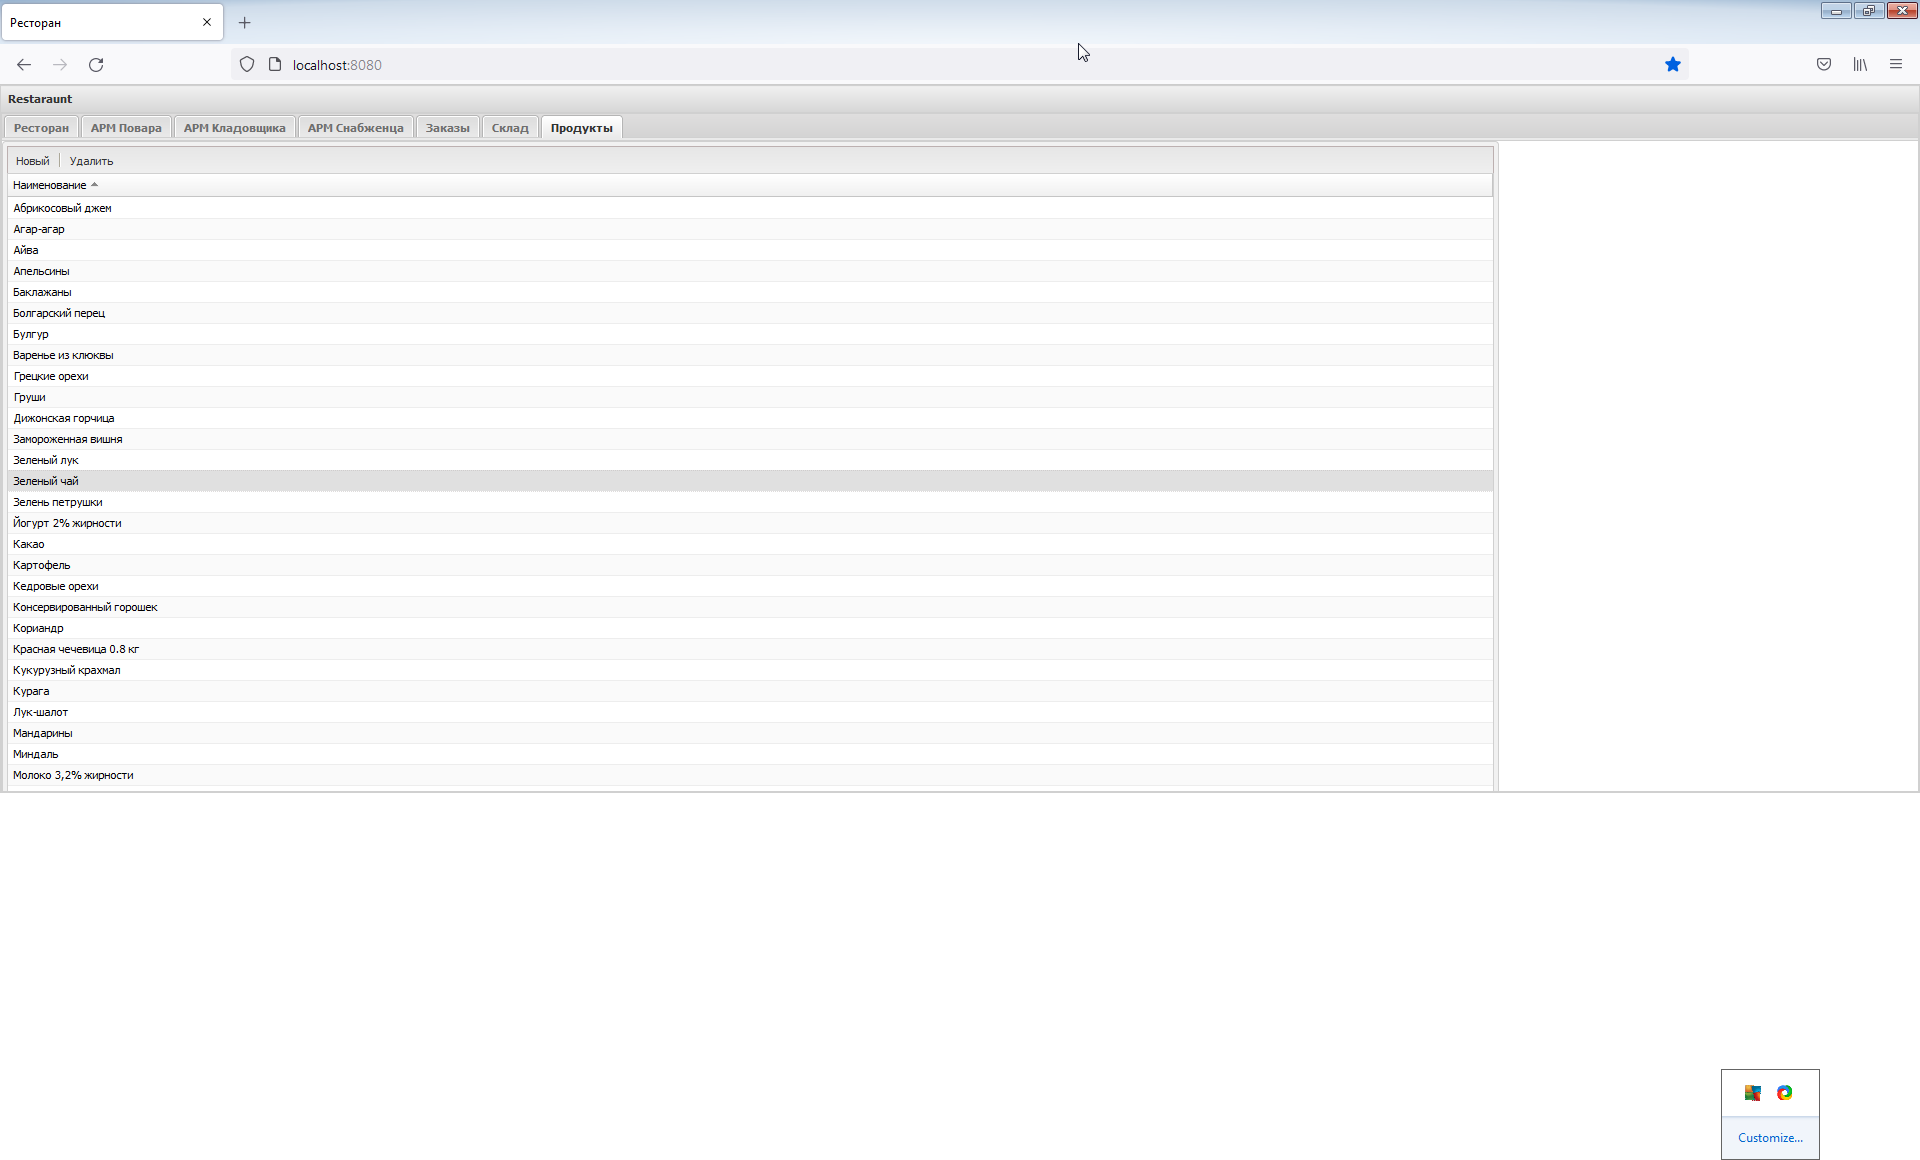 Ресторан
localhost:8080
Restaraunt
Ресторан АРМ Повара АРМ Кладовщика АРМ Снабженца Заказы Склад Продукты
Новый Удалить
Наименование
Абрикосовый джем
Агар-агар
Айва
Апельсины
Баклажаны
Болгарский перец
Булгур
Варенье из клюквы
Грецкие орехи
Груши
Дижонская горчица
Замороженная вишня
Зеленый лук
Зеленый чай
Зелень петрушки
Йогурт 2% жирности
Какао
Картофель
Кедровые орехи
Консервированный горошек
Кориандр
Красная чечевица 0.8 кг
Кукурузный крахмал
Курага
Лук-шалот
Мандарины
Миндаль
Молоко 3,2% жирности
Customize...